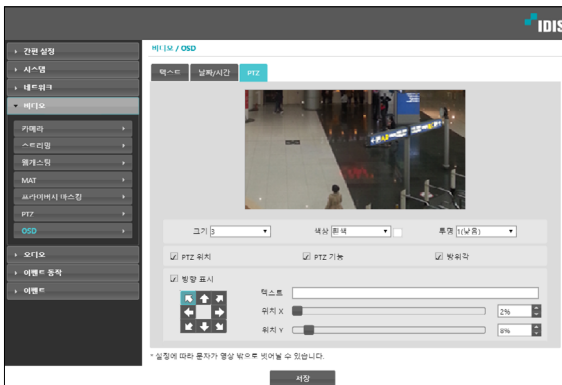 IDIS
간편 설정
시스템
네트워크
비디오
카메라
스트리밍
웹캐스팅
MAT
프라이버시 마스킹
PTZ
OSD
오디오
이벤트 동작
이벤트
비디오 / OSD
텍스트 날짜/시간 PTZ
크기 3 색상 흰색 투명 1(낮음)
PTZ 위치 PTZ 기능 방위각
방향 표시
텍스트
위치 X 2%
위치 Y 8%
* 설정에 따라 문자가 영상 밖으로 벗어날 수 있습니다.
저장